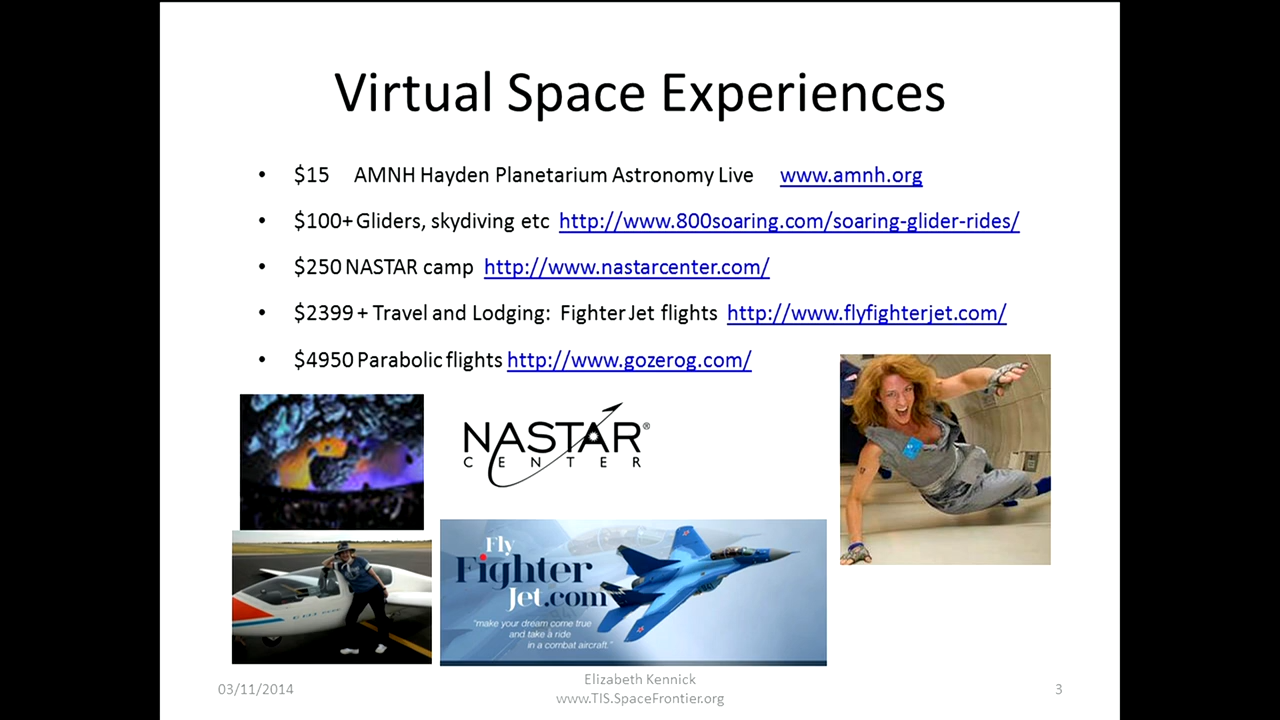 Virtual Space Experiences
• $15 AMNH Hayden Planetarium Astronomy Live www.amnh.org
• $100+ Gliders, skydiving etc http://www.800soaring.com/soaring-glider-rides/
• $250 NASTAR camp http://www.nastarcenter.com/
• $2399 + Travel and Lodging: Fighter Jet flights http://www.flyfighterjet.com/
• $4950 Parabolic flights http://www.gozerog.com/
NASTAR®
CENTER
Fly
Fighter
Jet.com
"make your dream come true
and take a ride
in a combat aircraft."
03/11/2014
Elizabeth Kennick
www.TIS.SpaceFrontier.org
3